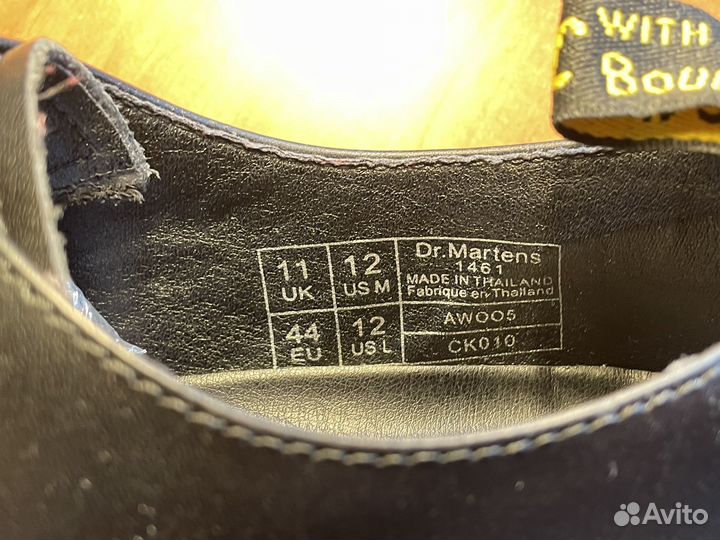 WITH
11 UK
12 US M
44 EU
12 US L
Dr.Martens
1461
MADE IN THAILAND
Fabrique en Thailand
AW005
CK010
Avito